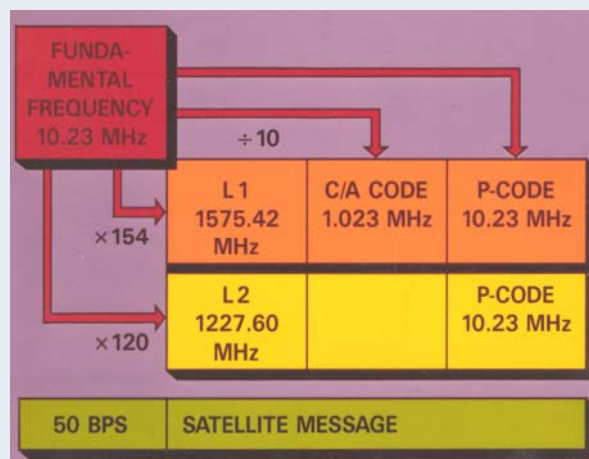 FUNDA-
MENTAL
FREQUENCY
10.23 MHz
÷10
×154
×120
L1
1575.42
MHz
C/A CODE
1.023 MHz
P-CODE
10.23 MHz
L2
1227.60
MHz
P-CODE
10.23 MHz
50 BPS
SATELLITE MESSAGE